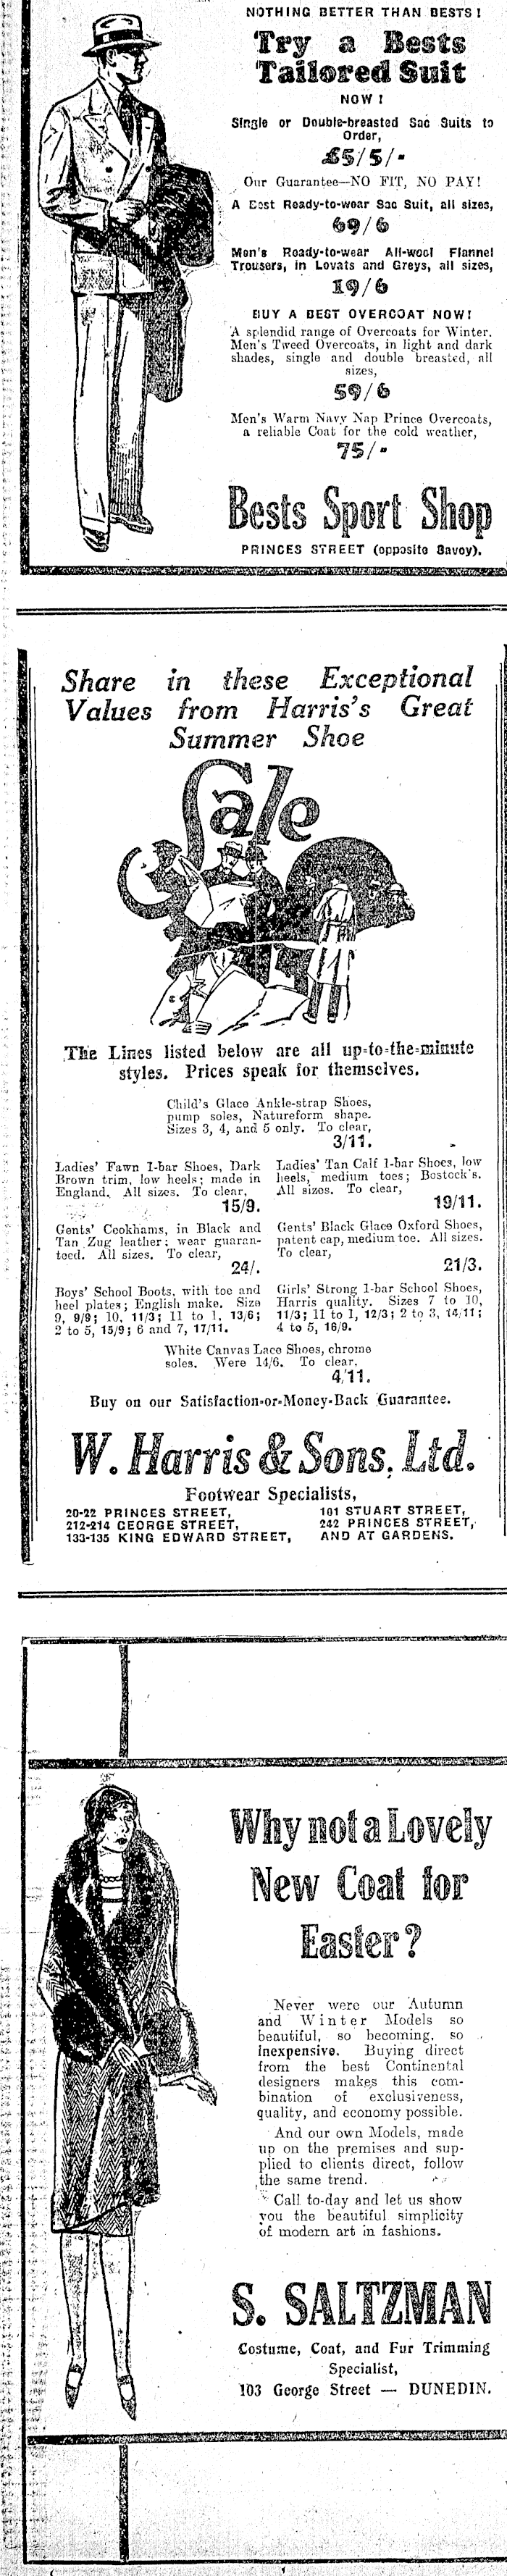 NOTHING BETTER THAN BESTS!
Try a Bests
Tailored Suit
NOW!
Single or Double-breasted Sac Suits to
Order,
£5/5/-
Our Guarantee—NO FIT, NO PAY!
A Best Ready-to-wear Sac Suit, all sizes,
69/6
Men's Ready-to-wear All-wool Flannel
Trousers, in Lovats and Greys, all sizes,
19/6
BUY A BEST OVERCOAT NOW!
A splendid range of Overcoats for Winter.
Men's Tweed Overcoats, in light and dark
shades, single and double breasted, all
sizes,
59/6
Men's Warm Navy Nap Prince Overcoats,
a reliable Coat for the cold weather,
75/-
Bests Sport Shop
PRINCES STREET (opposite Savoy).
Share in these Exceptional
Values from Harris's Great
Summer Shoe
Sale
The Lines listed below are all up-to-the-minute
styles. Prices speak for themselves.
Child's Glace Ankle-strap Shoes,
pump soles, Natureform shape.
Sizes 3, 4, and 5 only. To clear,
3/11.
Ladies' Fawn 1-bar Shoes, Dark
Brown trim, low heels; made in
England. All sizes. To clear,
15/9.
Ladies' Tan Calf 1-bar Shoes, low
heels, medium toes; Bostock's.
All sizes. To clear,
19/11.
Gents' Cookhams, in Black and
Tan Zug leather; wear guaran-
teed. All sizes. To clear,
24/.
Gents' Black Glace Oxford Shoes,
patent cap, medium toe. All sizes.
To clear,
21/3.
Boys' School Boots, with toe and
heel plates; English make. Size
9, 9/9; 10, 11/3; 11 to 1, 13/6;
2 to 5, 15/9; 6 and 7, 17/11.
Girls' Strong 1-bar School Shoes,
Harris quality. Sizes 7 to 10,
11/3; 11 to 1, 12/3; 2 to 3, 14/11;
4 to 5, 16/9.
White Canvas Lace Shoes, chrome
soles. Were 14/6. To clear,
4/11.
Buy on our Satisfaction-or-Money-Back Guarantee.
W. Harris & Sons, Ltd.
Footwear Specialists,
20-22 PRINCES STREET,
212-214 GEORGE STREET,
133-135 KING EDWARD STREET,
101 STUART STREET,
242 PRINCES STREET,
AND AT GARDENS.
Why not a Lovely
New Coat for
Easter?
Never were our Autumn
and Winter Models so
beautiful, so becoming, so
inexpensive. Buying direct
from the best Continental
designers makes this com-
bination of exclusiveness,
quality, and economy possible.
And our own Models, made
up on the premises and sup-
plied to clients direct, follow
the same trend.
Call to-day and let us show
you the beautiful simplicity
of modern art in fashions.
S. SALTZMAN
Costume, Coat, and Fur Trimming
Specialist,
103 George Street — DUNEDIN.